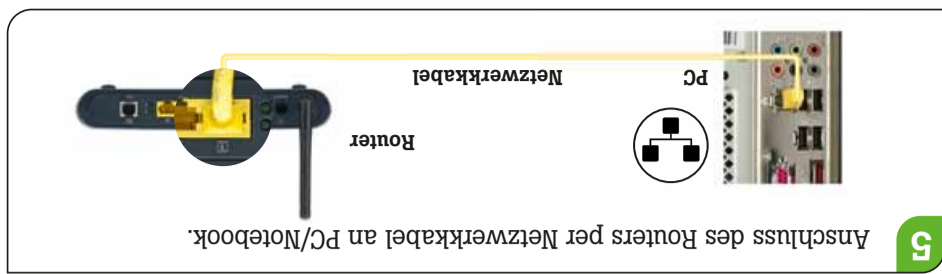 5
Anschluss des Routers per Netzwerkkabel an PC/Notebook.
Router
PC
Netzwerkkabel